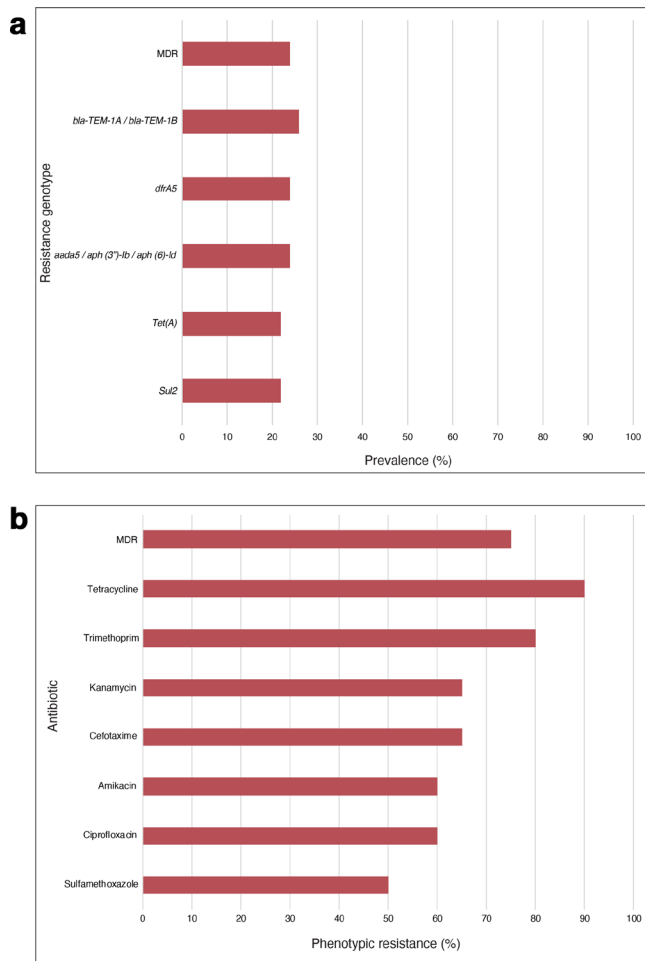 a
Resistance genotype
MDR
bla-TEM-1A / bla-TEM-1B
dfrA5
aada5 / aph (3”)-Ib / aph (6)-Id
Tet(A)
Sul2
0 10 20 30 40 50 60 70 80 90 100
Prevalence (%)
b
Antibiotic
MDR
Tetracycline
Trimethoprim
Kanamycin
Cefotaxime
Amikacin
Ciprofloxacin
Sulfamethoxazole
0 10 20 30 40 50 60 70 80 90 100
Phenotypic resistance (%)